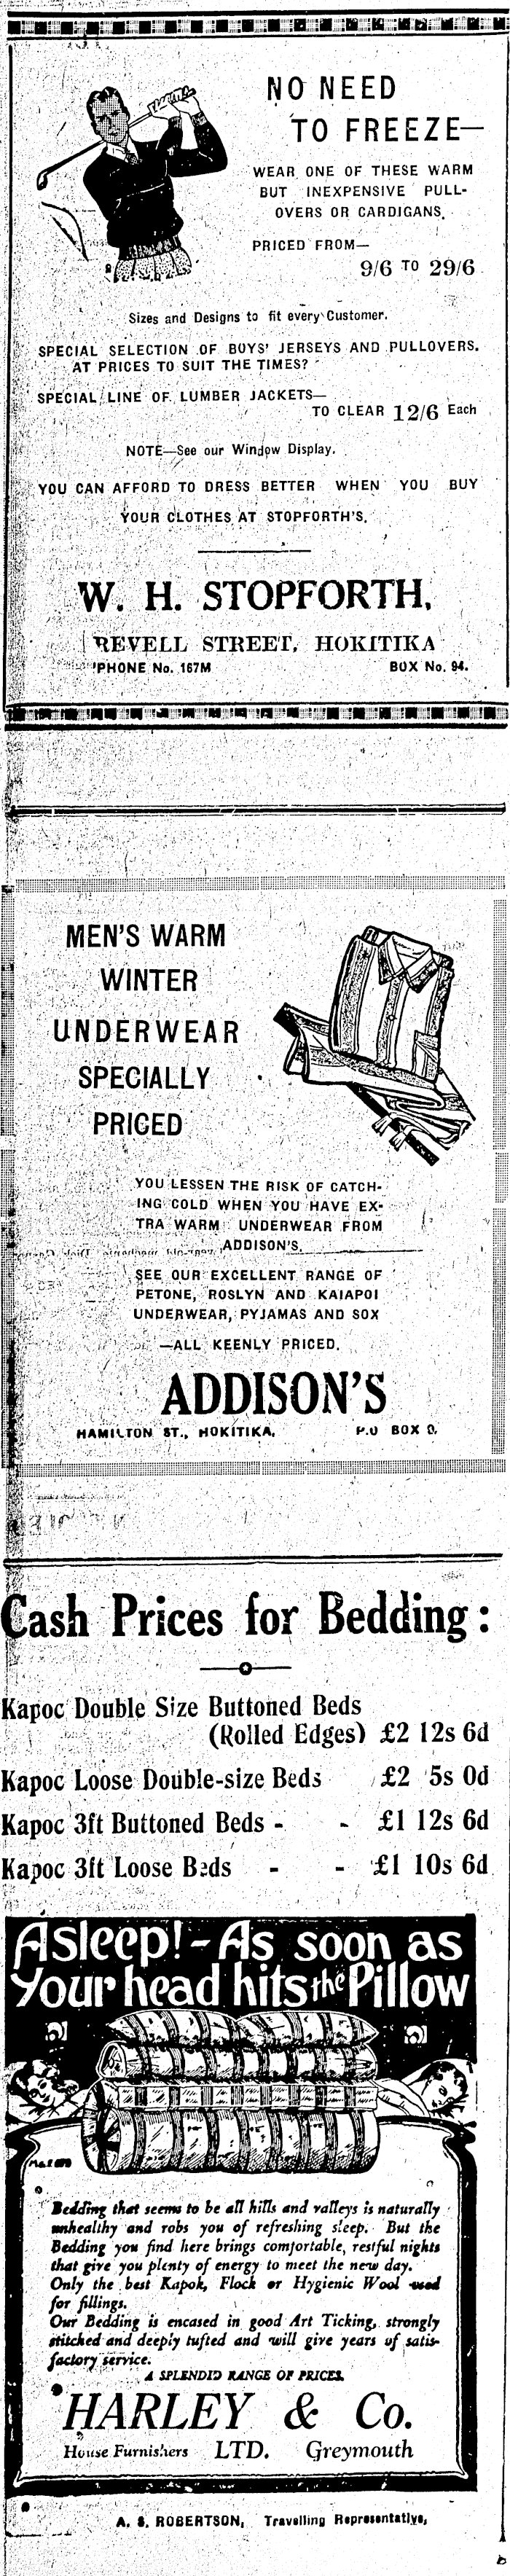 NO NEED
TO FREEZE—
WEAR ONE OF THESE WARM
BUT INEXPENSIVE PULL-
OVERS OR CARDIGANS.
PRICED FROM—
9/6 TO 29/6
Sizes and Designs to fit every Customer.
SPECIAL SELECTION OF BOYS' JERSEYS AND PULLOVERS.
AT PRICES TO SUIT THE TIMES?
SPECIAL LINE OF LUMBER JACKETS—
TO CLEAR 12/6 Each
NOTE—See our Window Display.
YOU CAN AFFORD TO DRESS BETTER WHEN YOU BUY
YOUR CLOTHES AT STOPFORTH'S.
W. H. STOPFORTH,
REVELL STREET, HOKITIKA
'PHONE No. 167M BOX No. 94.
MEN'S WARM
WINTER
UNDERWEAR
SPECIALLY
PRICED
YOU LESSEN THE RISK OF CATCH-
ING COLD WHEN YOU HAVE EX-
TRA WARM UNDERWEAR FROM
ADDISON'S.
SEE OUR EXCELLENT RANGE OF
PETONE, ROSLYN AND KAIAPOI
UNDERWEAR, PYJAMAS AND SOX
—ALL KEENLY PRICED.
ADDISON'S
HAMILTON ST., HOKITIKA. P.O BOX
Cash Prices for Bedding:
Kapoc Double Size Buttoned Beds
(Rolled Edges) £2 12s 6d
Kapoc Loose Double-size Beds £2 5s 0d
Kapoc 3ft Buttoned Beds - - £1 12s 6d
Kapoc 3ft Loose Beds - - £1 10s 6d
Asleep!-As soon as
Your head hits the Pillow
Bedding that seems to be all hills and valleys is naturally
unhealthy and robs you of refreshing sleep. But the
Bedding you find here brings comfortable, restful nights
that give you plenty of energy to meet the new day.
Only the best Kapok, Flock or Hygienic Wool used
for fillings.
Our Bedding is encased in good Art Ticking, strongly
stitched and deeply tufted and will give years of satis-
factory service.
A SPLENDID RANGE OF PRICES.
HARLEY & Co.
House Furnishers LTD. Greymouth
A. S. ROBERTSON, Travelling Representative,